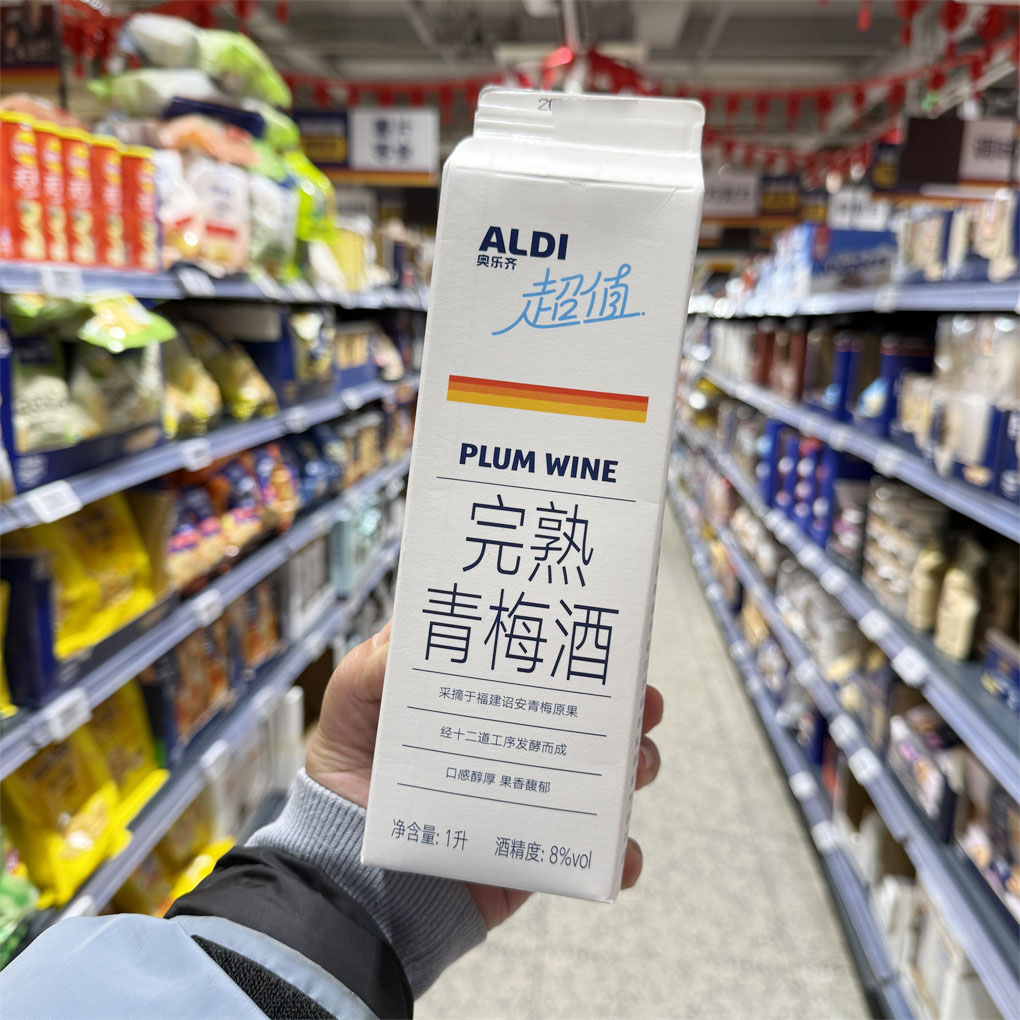 20
ALDI
奥乐齐
超值
PLUM WINE
完熟
青梅酒
采摘于福建诏安青梅原果
经十二道工序发酵而成
口感醇厚 果香馥郁
净含量: 1升 酒精度: 8%vol